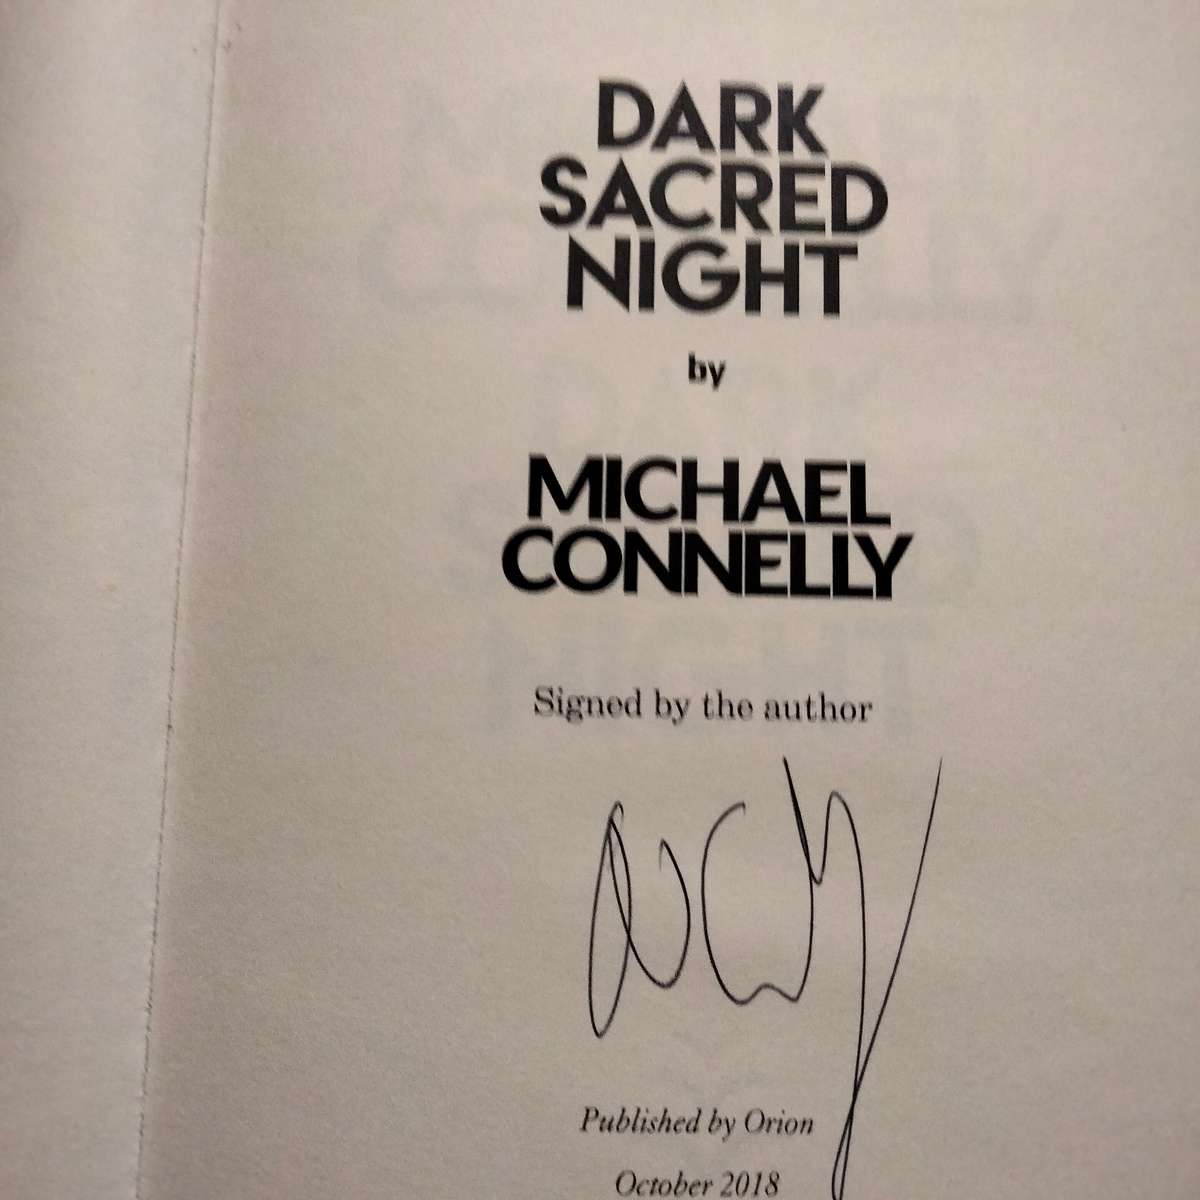 DARK
SACRED
NIGHT
by
MICHAEL
CONNELLY
Signed by the author
Published by Orion
October 2018